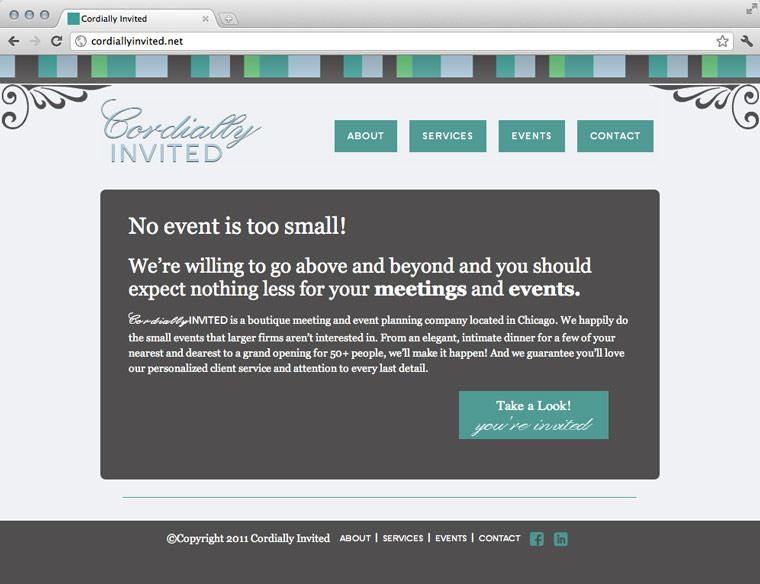 Cordially Invited
cordiallyinvited.net
Cordially
INVITED
ABOUT
SERVICES
EVENTS
CONTACT
No event is too small!
We're willing to go above and beyond and you should
expect nothing less for your meetings and events.
Cordially INVITED is a boutique meeting and event planning company located in Chicago. We happily do
the small events that larger firms aren't interested in. From an elegant, intimate dinner for a few of your
nearest and dearest to a grand opening for 50+ people, we'll make it happen! And we guarantee you'll love
our personalized client service and attention to every last detail.
Take a Look!
you're invited
©Copyright 2011 Cordially Invited ABOUT | SERVICES | EVENTS | CONTACT f in